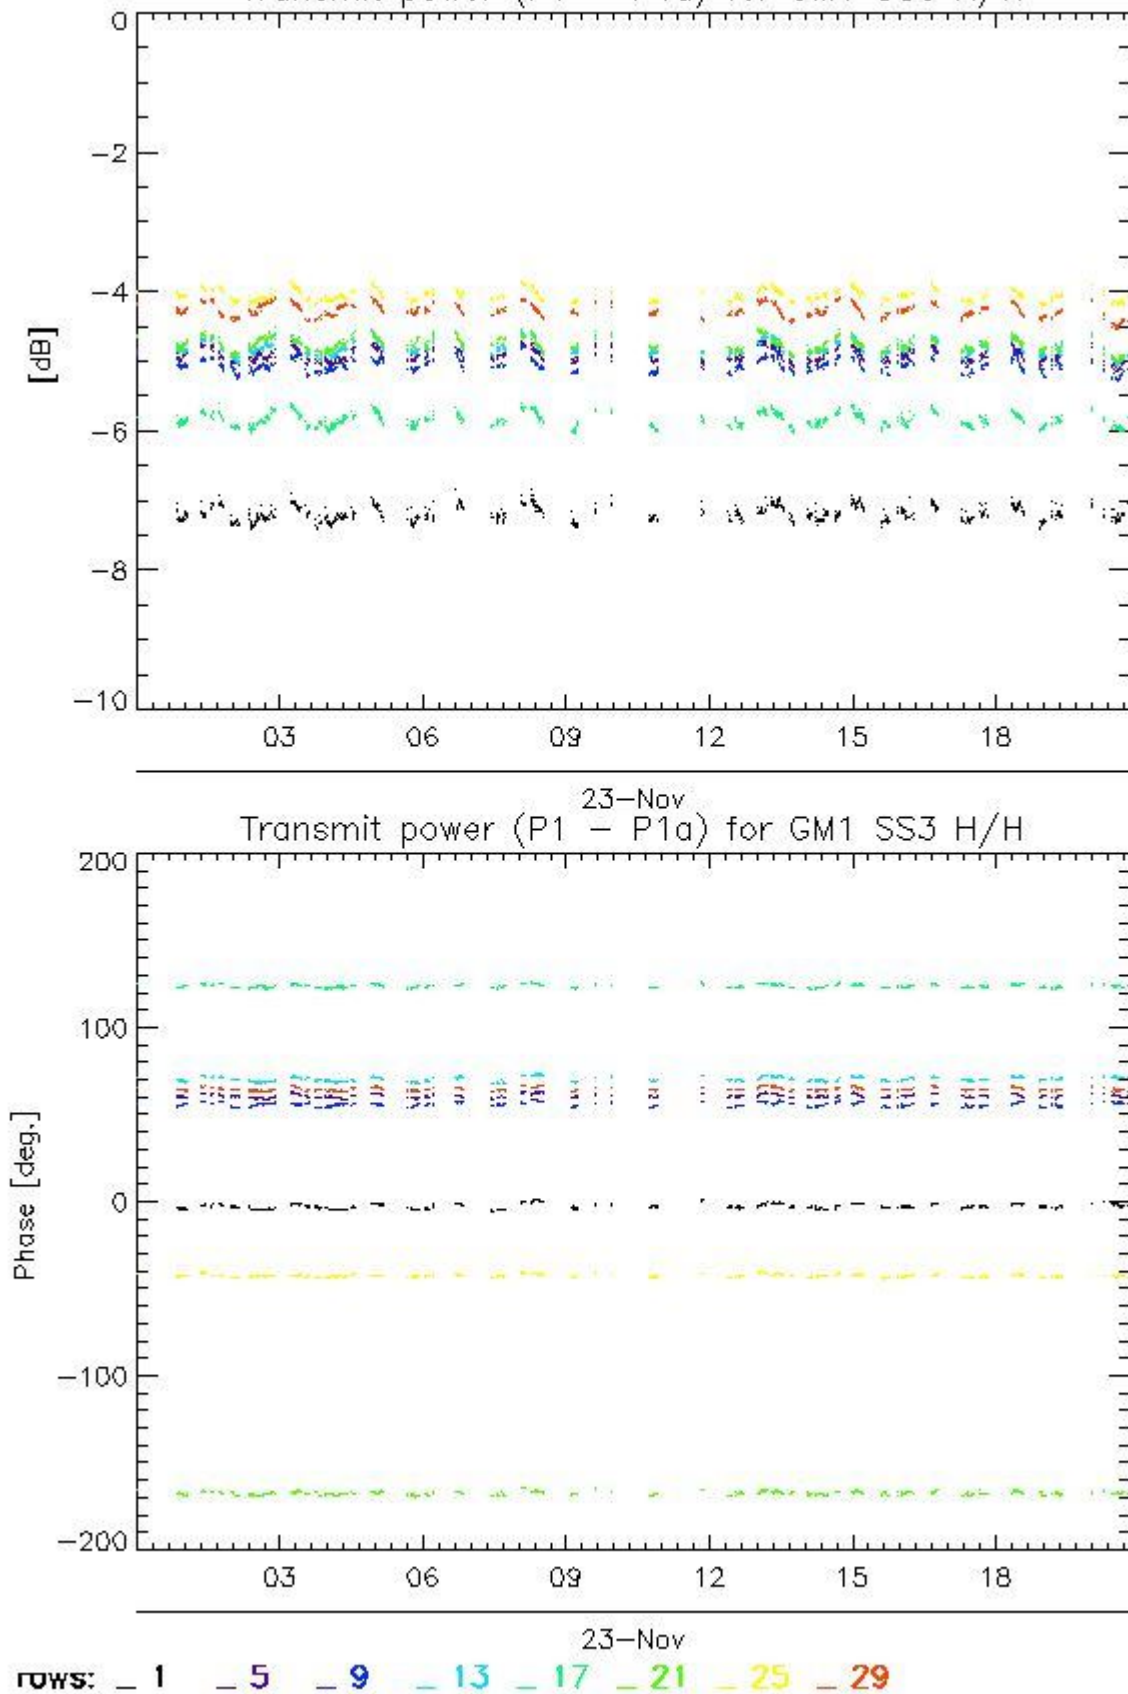 0
-2
-4
[dB]
-6
-8
-10
03 06 09 12 15 18
23-Nov
Transmit power (P1 - P1a) for GM1 SS3 H/H
200
100
0
Phase [deg.]
-100
-200
03 06 09 12 15 18
23-Nov
rows: _ 1 _ 5 _ 9 _ 13 _ 17 _ 21 _ 25 _ 29